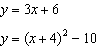 y = 3x + 6
y = (x + 4)² − 10